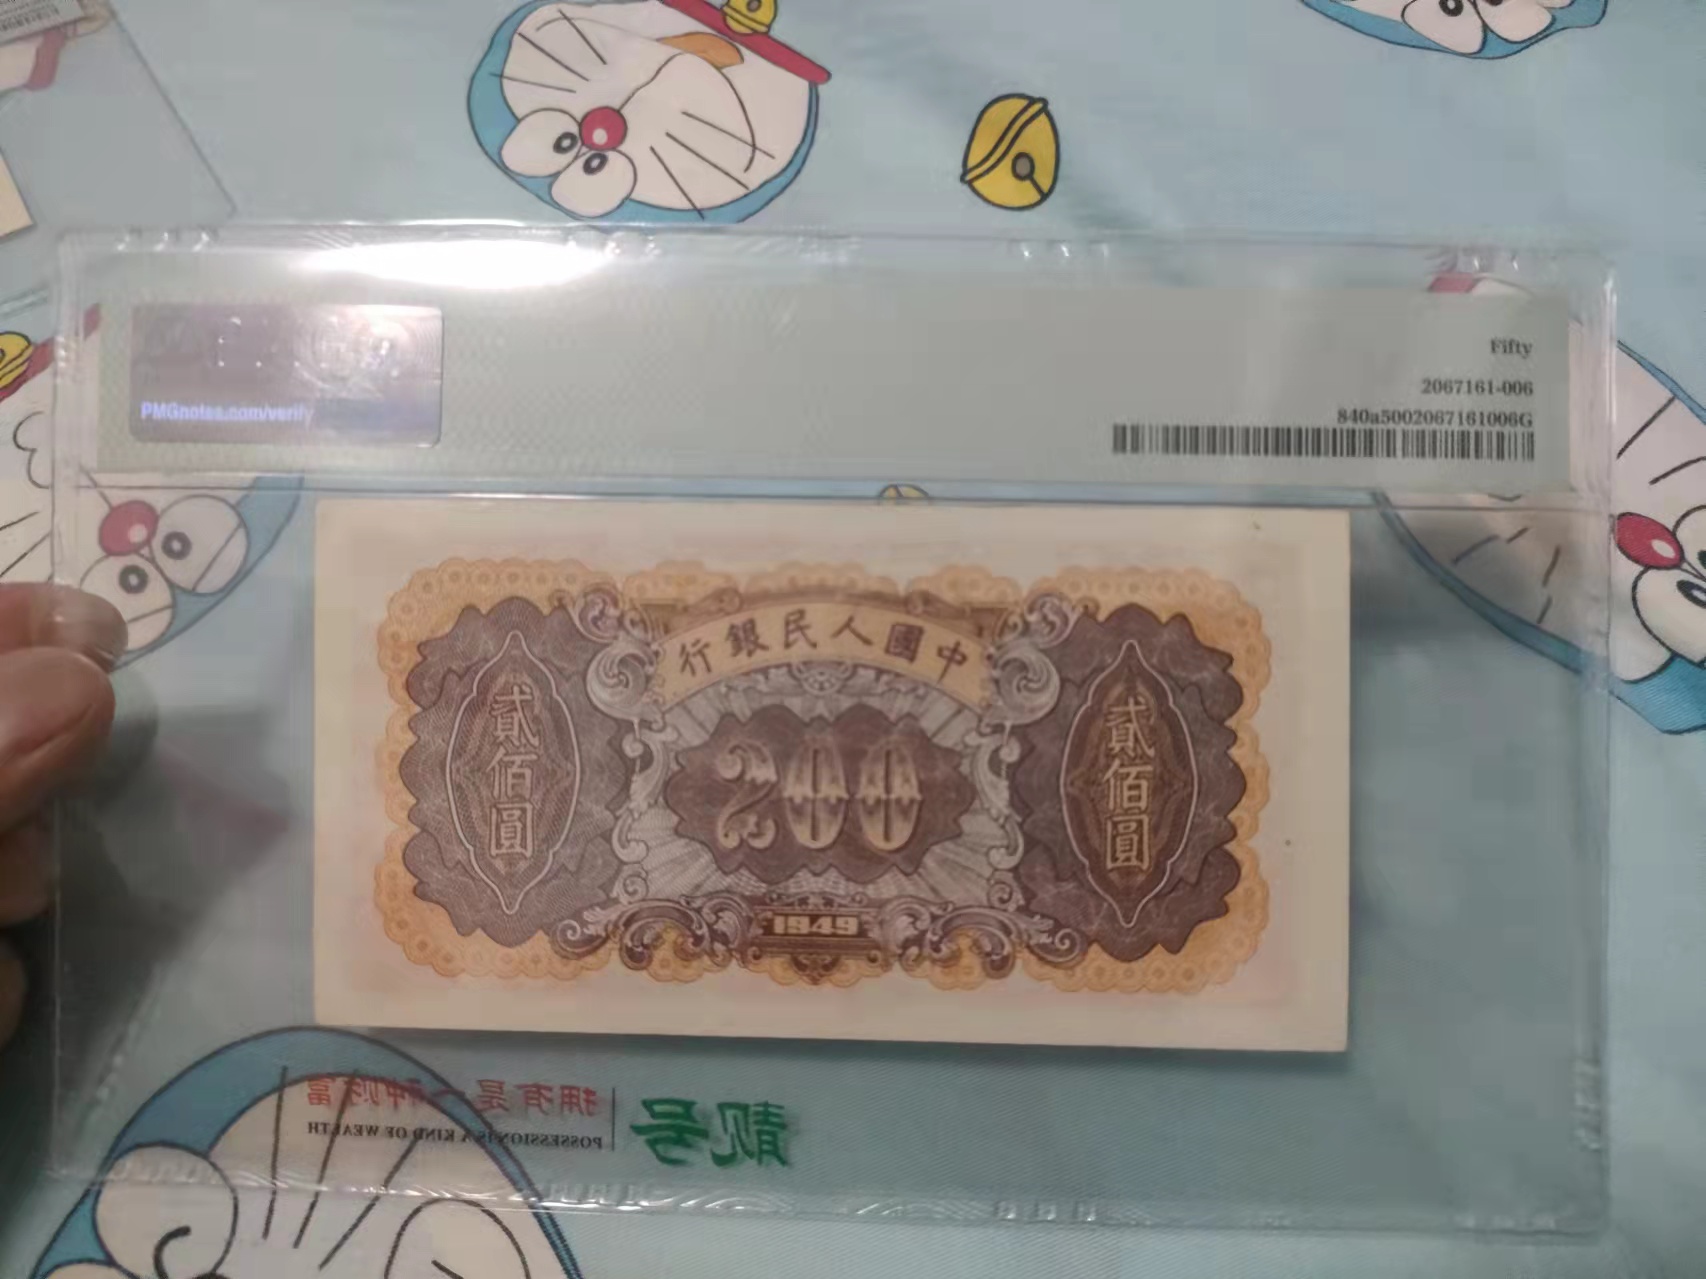 Fifty
2067161-006
840a5002067161006G
PMGnotes.com/verify
行銀民人國中
貳佰圓
200
貳佰圓
1949
拥有是一种财富
POSSESSION IS A KIND OF WEALTH
靓号